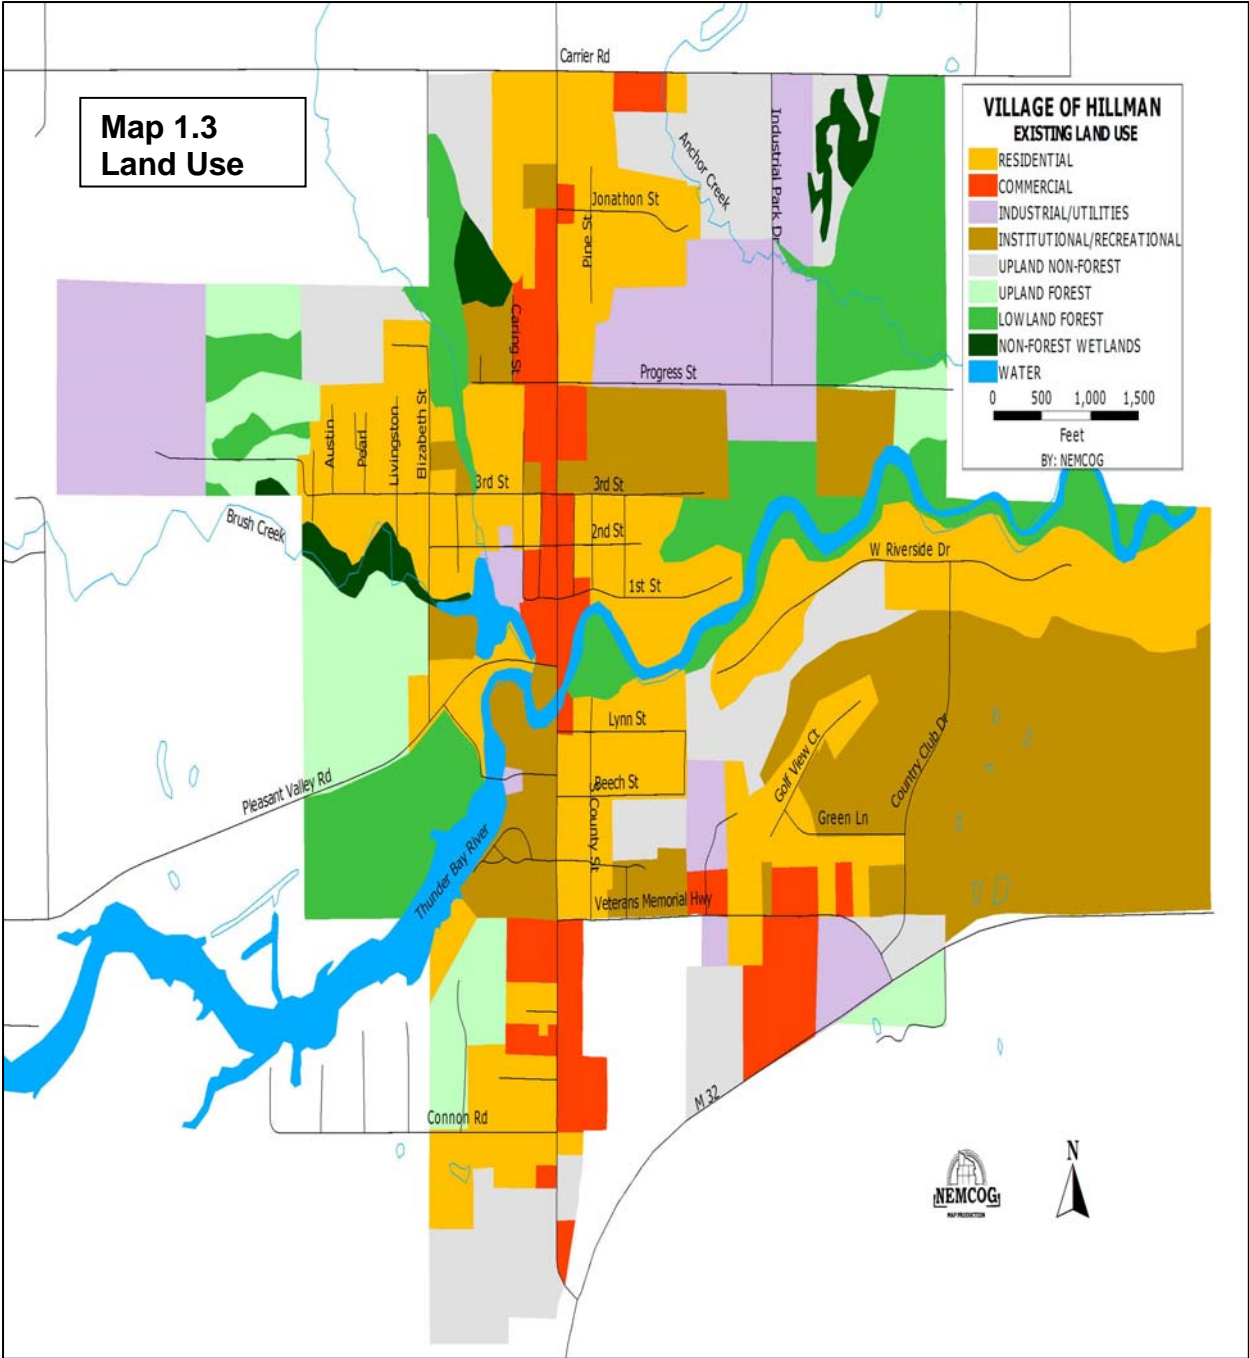 Carrier Rd
Map 1.3
Land Use
VILLAGE OF HILLMAN
EXISTING LAND USE
RESIDENTIAL
COMMERCIAL
INDUSTRIAL/UTILITIES
INSTITUTIONAL/RECREATIONAL
UPLAND NON-FOREST
UPLAND FOREST
LOWLAND FOREST
NON-FOREST WETLANDS
WATER
0 500 1,000 1,500
Feet
BY: NEMCOG
Anchor Creek
Industrial Park Dr
Jonathon St
Pine St
Caring St
Progress St
Austin
Pearl
Livingston
Elizabeth St
3rd St
3rd St
Brush Creek
2nd St
W Riverside Dr
1st St
Lynn St
Golf View Ct
Country Club Dr
Pleasant Valley Rd
Beech St
S County St
Green Ln
Thunder Bay River
Veterans Memorial Hwy
M 32
Connon Rd
N
NEMCOG
MAP PRODUCTION